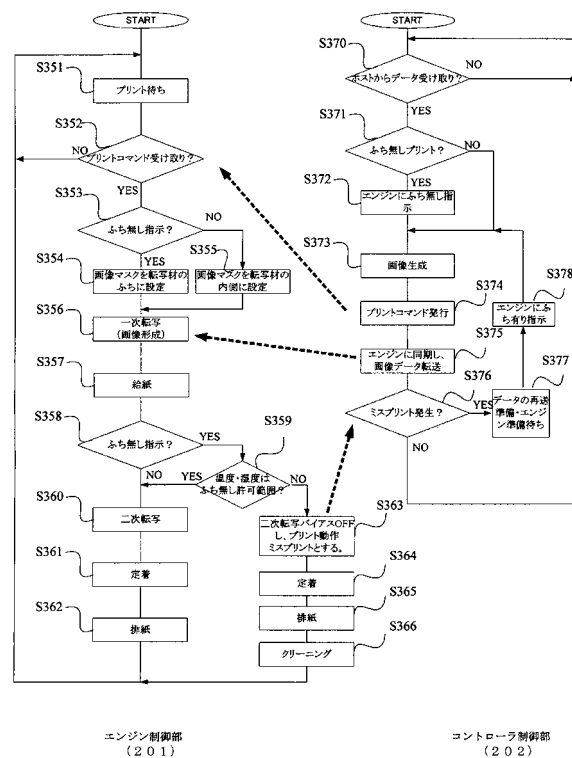 START
S351
プリント待ち
S352
プリントコマンド受け取り？
NO
YES
S353
ふち無し指示？
NO
YES
S354
画像マスクを転写材の
ふちに設定
S355
画像マスクを転写材の
内側に設定
S356
一次転写
(画像形成)
S357
給紙
S358
ふち無し指示？
YES
NO
S359
温度・湿度は
ふち無し許可範囲？
YES
NO
S360
二次転写
S361
定着
S362
排紙
S363
二次転写バイアスOFF
し、プリント動作
ミスプリントとする。
S364
定着
S365
排紙
S366
クリーニング
エンジン制御部
(２０１)
START
S370
ホストからデータ受け取り？
NO
YES
S371
ふち無しプリント？
NO
YES
S372
エンジンにふち無し指
示
S373
画像生成
S374
プリントコマンド発行
S375
エンジンに同期し、
画像データ転送
S376
ミスプリント発生？
YES
NO
S377
データの再送
準備・エンジ
ン準備待ち
S378
エンジンにふ
ち有り指示
コントローラ制御部
(２０２)